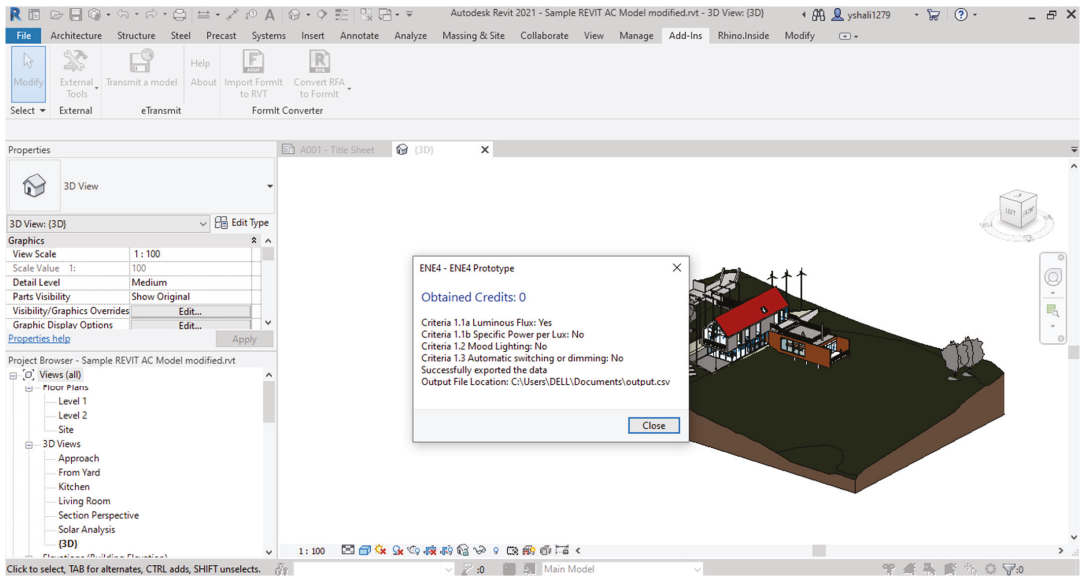 Autodesk Revit 2021 - Sample REVIT AC Model modified.rvt - 3D View: {3D}
yshali1279
File Architecture Structure Steel Precast Systems Insert Annotate Analyze Massing & Site Collaborate View Manage Add-Ins Rhino.Inside Modify
Modify
External
Tools
Transmit a model
Help
About
Import FormIt
to RVT
Convert RFA
to FormIt
Select External eTransmit FormIt Converter
Properties
A001 - Title Sheet {3D}
3D View
3D View: {3D} Edit Type
Graphics
View Scale 1 : 100
Scale Value 1: 100
Detail Level Medium
Parts Visibility Show Original
Visibility/Graphics Overrides Edit...
Graphic Display Options Edit...
Properties help Apply
Project Browser - Sample REVIT AC Model modified.rvt
Views (all)
Floor Plans
Level 1
Level 2
Site
3D Views
Approach
From Yard
Kitchen
Living Room
Section Perspective
Solar Analysis
{3D}
Elevations (Building Elevation)
LEFT FRONT
ENE4 - ENE4 Prototype
Obtained Credits: 0
Criteria 1.1a Luminous Flux: Yes
Criteria 1.1b Specific Power per Lux: No
Criteria 1.2 Mood Lighting: No
Criteria 1.3 Automatic switching or dimming: No
Successfully exported the data
Output File Location: C:\Users\DELL\Documents\output.csv
Close
1 : 100
Click to select, TAB for alternates, CTRL adds, SHIFT unselects.
:0
Main Model
:0